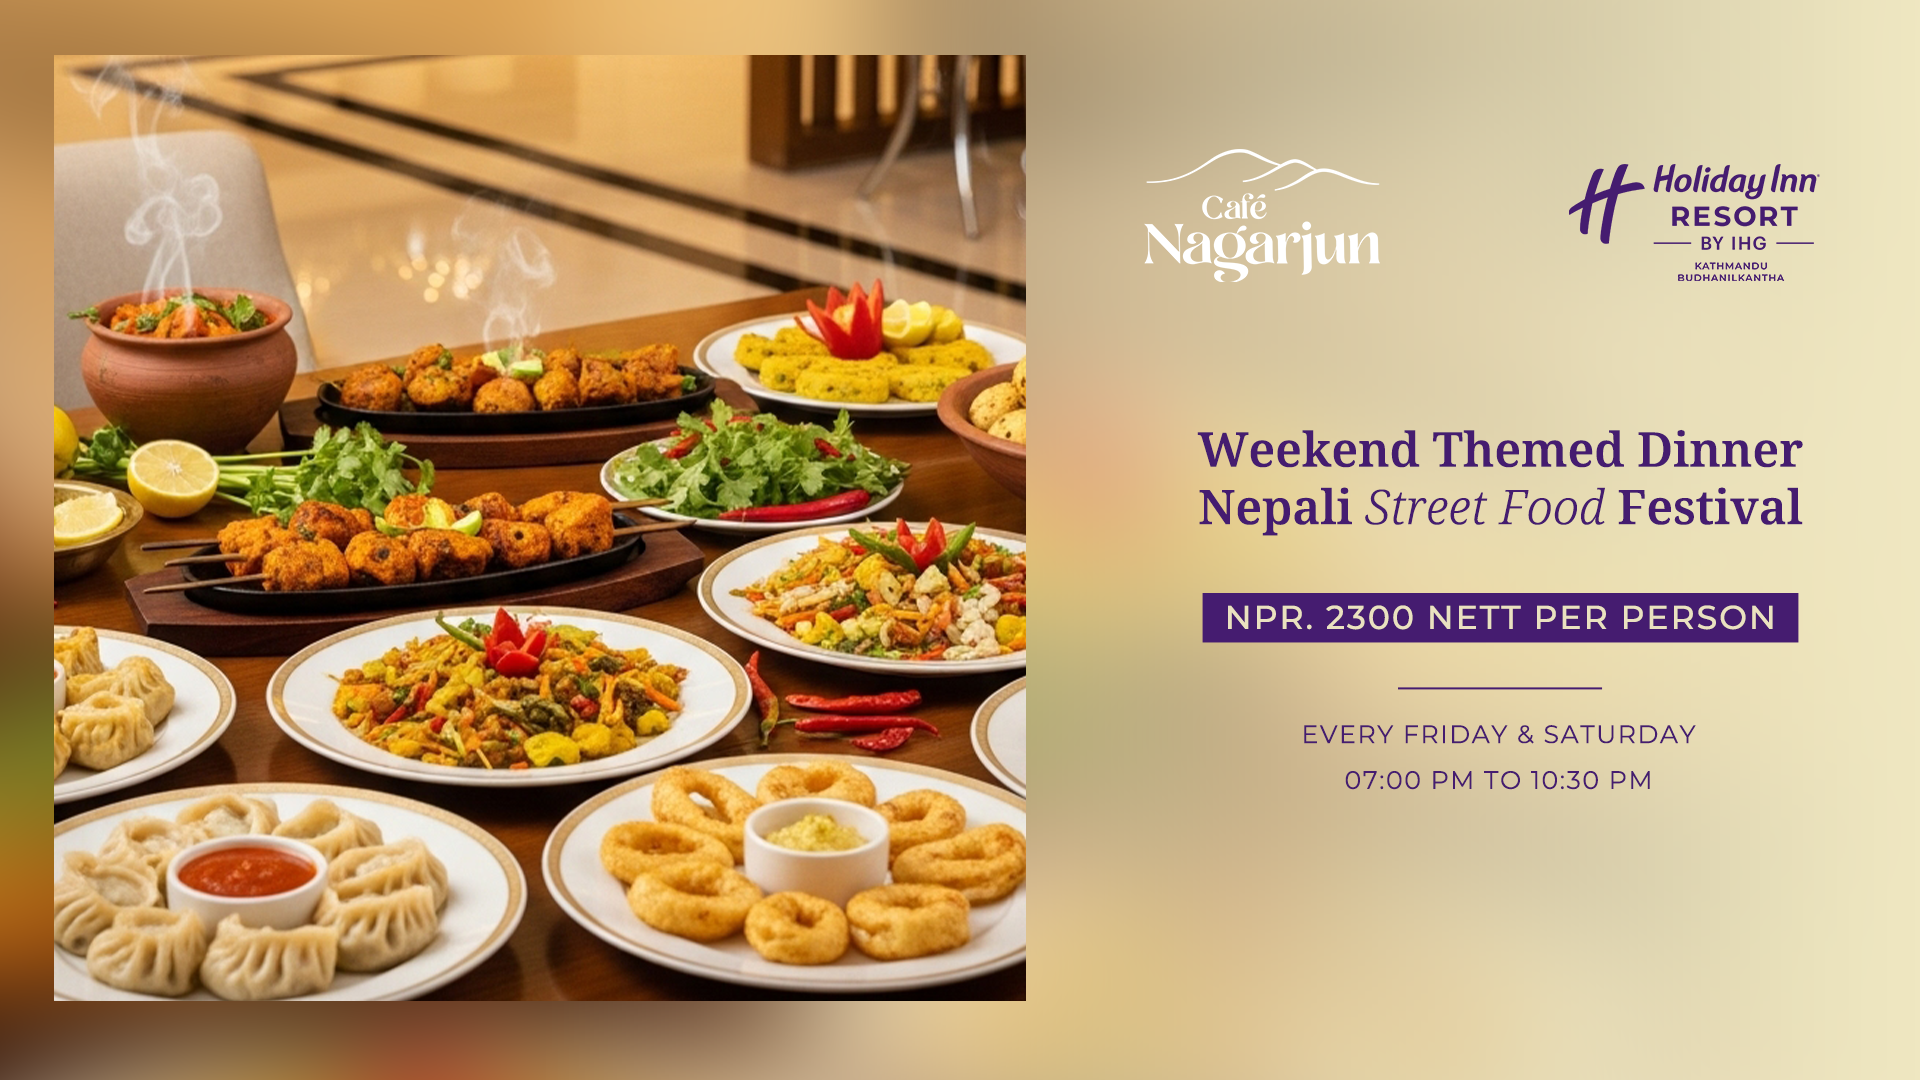 Café
Nagarjun
Holiday Inn
RESORT
BY IHG
KATHMANDU
BUDHANILKANTHA
Weekend Themed Dinner
Nepali Street Food Festival
NPR. 2300 NETT PER PERSON
EVERY FRIDAY & SATURDAY
07:00 PM TO 10:30 PM